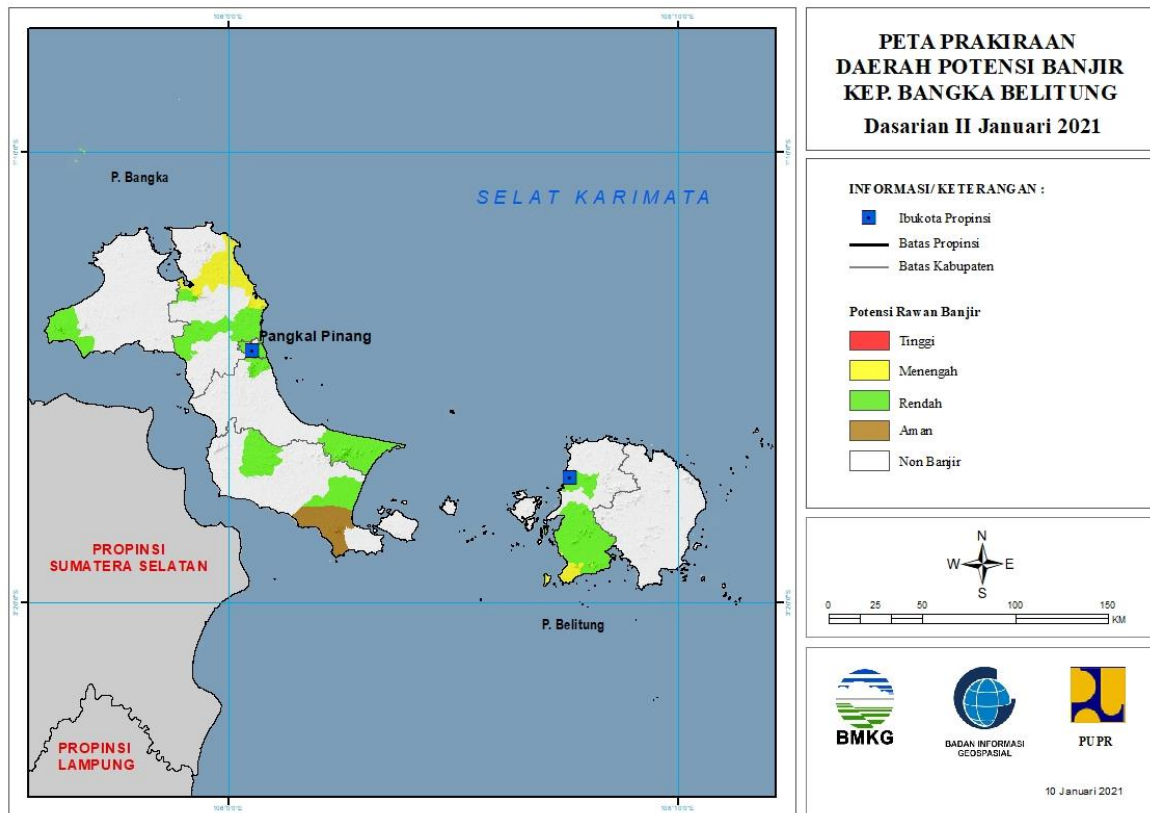 PETA PRAKIRAAN
DAERAH POTENSI BANJIR
KEP. BANGKA BELITUNG
Dasarian II Januari 2021
P. Bangka
SELAT KARIMATA
Pangkal Pinang
PROPINSI
SUMATERA SELATAN
P. Belitung
PROPINSI
LAMPUNG
INFORMASI/ KETERANGAN :
Ibukota Propinsi
Batas Propinsi
Batas Kabupaten
Potensi Rawan Banjir
Tinggi
Menengah
Rendah
Aman
Non Banjir
N
W E
S
0 25 50 100 150
KM
BMKG
BADAN INFORMASI
GEOSPASIAL
PUPR
10 Januari 2021